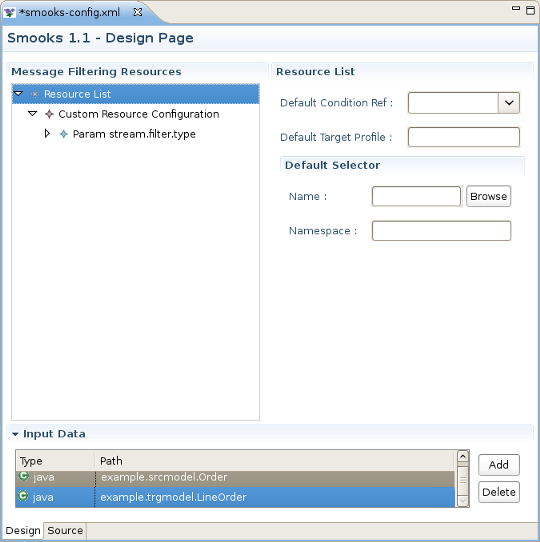 *smooks-config.xml
Smooks 1.1 - Design Page
Message Filtering Resources
Resource List
Custom Resource Configuration
Param stream.filter.type
Resource List
Default Condition Ref :
Default Target Profile :
Default Selector
Name :
Browse
Namespace :
Input Data
Type Path
java example.srcmodel.Order
java example.trgmodel.LineOrder
Add
Delete
Design Source